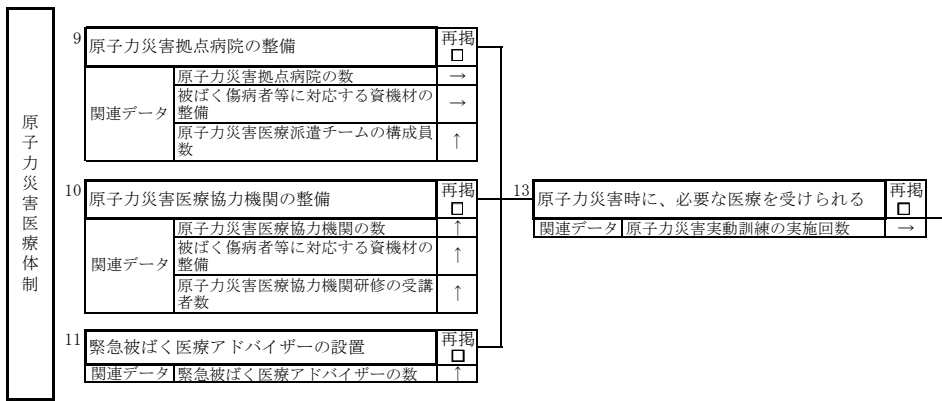 原子力災害医療体制
9 原子力災害拠点病院の整備 再掲
□
関連データ 原子力災害拠点病院の数 →
被ばく傷病者等に対応する資機材の
整備 →
原子力災害医療派遣チームの構成員
数 ↑
10 原子力災害医療協力機関の整備 再掲
□
関連データ 原子力災害医療協力機関の数 ↑
被ばく傷病者等に対応する資機材の
整備 ↑
原子力災害医療協力機関研修の受講
者数 ↑
11 緊急被ばく医療アドバイザーの設置 再掲
□
関連データ 緊急被ばく医療アドバイザーの数 ↑
13 原子力災害時に、必要な医療を受けられる 再掲
□
関連データ 原子力災害実動訓練の実施回数 →